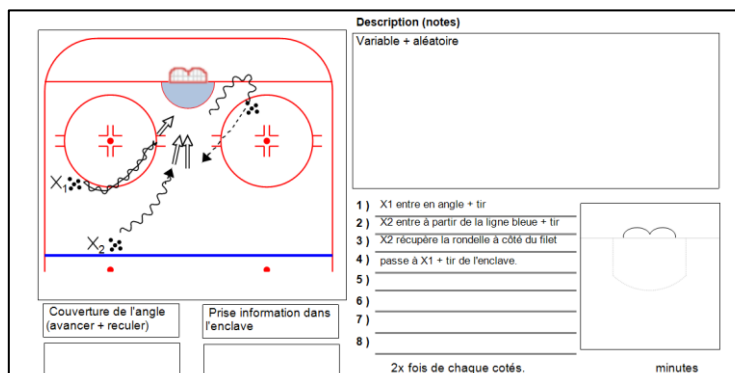 Description (notes)
Variable + aléatoire
X1
X2
1 ) X1 entre en angle + tir
2 ) X2 entre à partir de la ligne bleue + tir
3 ) X2 récupère la rondelle à côté du filet
4 ) passe à X1 + tir de l'enclave.
5 )
6 )
7 )
8 )
Couverture de l'angle
(avancer + reculer)
Prise information dans
l'enclave
2x fois de chaque cotés.
minutes